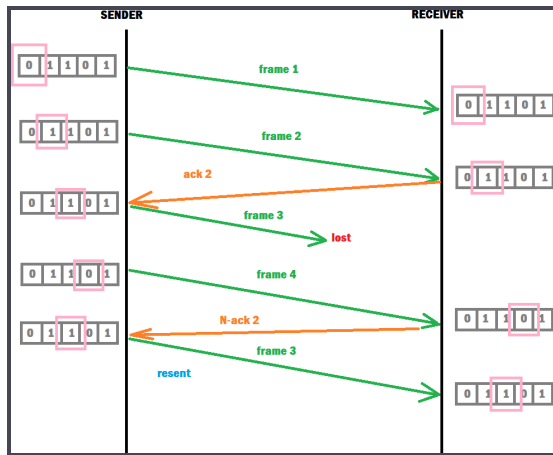 SENDER RECEIVER
0 1 1 0 1
frame 1
0 1 1 0 1
0 1 1 0 1
frame 2
ack 2
0 1 1 0 1
0 1 1 0 1
frame 3
lost
0 1 1 0 1
frame 4
N-ack 2
0 1 1 0 1
0 1 1 0 1
frame 3
resent
0 1 1 0 1